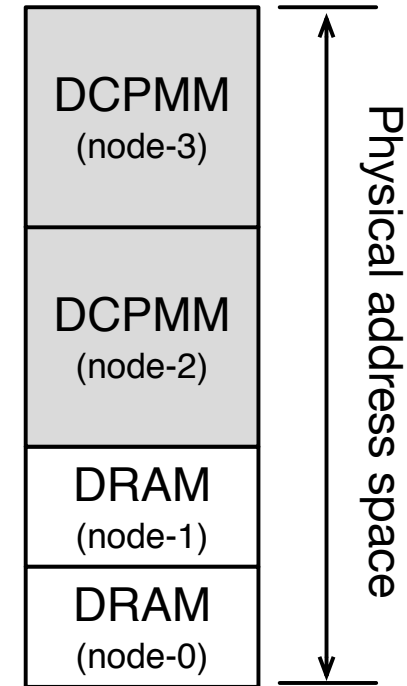 DCPMM
(node-3)
DCPMM
(node-2)
DRAM
(node-1)
DRAM
(node-0)
Physical address space